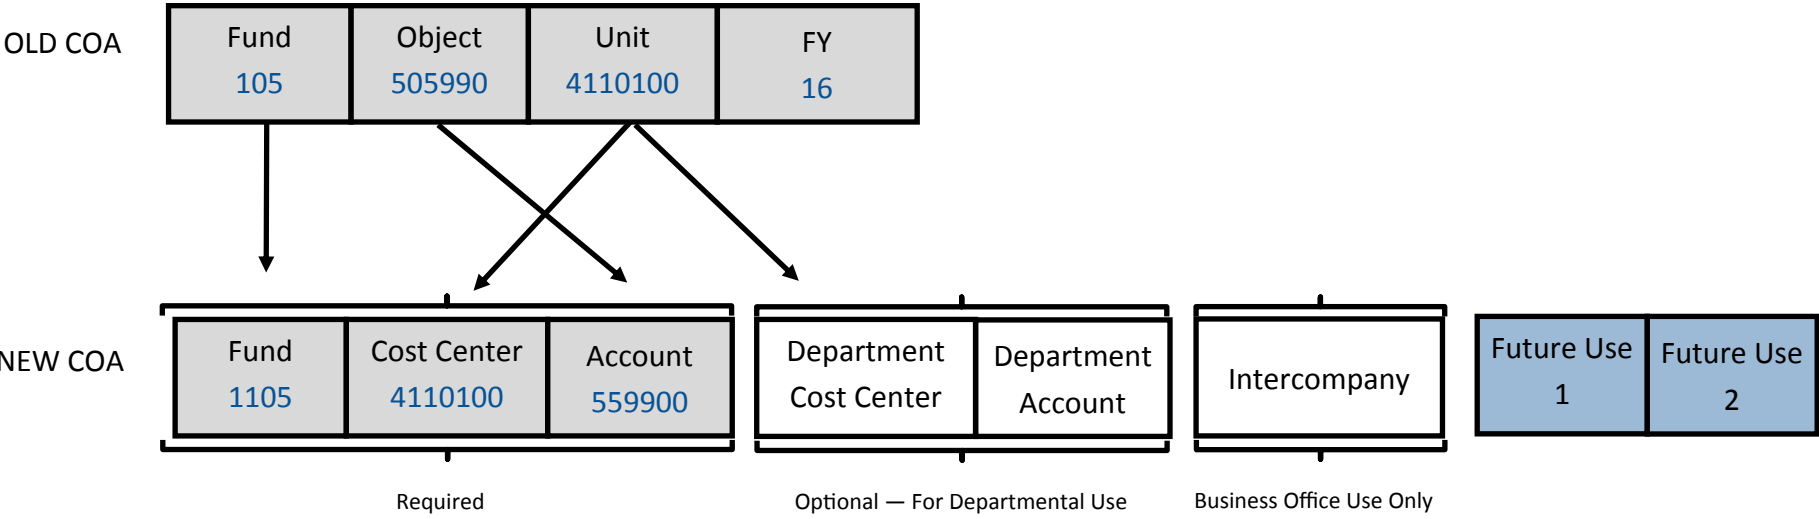 OLD COA
Fund
105
Object
505990
Unit
4110100
FY
16
NEW COA
Fund
1105
Cost Center
4110100
Account
559900
Department
Cost Center
Department
Account
Intercompany
Future Use
1
Future Use
2
Required
Optional — For Departmental Use
Business Office Use Only